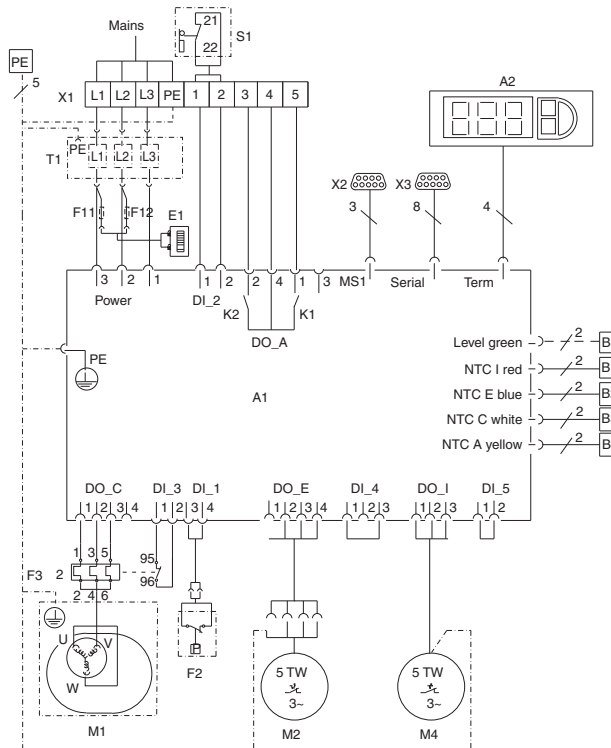 Mains
21
22
S1
PE
5
X1
L1
L2
L3
PE
1
2
3
4
5
A2
PE
T1
L1
L2
L3
F11
F12
E1
X2
X3
3
8
4
3
2
1
1
2
2
4
1
3
MS1
Serial
Term
Power
DI_2
K2
K1
DO_A
PE
A1
Level green
2
B
NTC I red
2
B
NTC E blue
2
B
NTC C white
2
B
NTC A yellow
2
B
DO_C
DI_3
DI_1
DO_E
DI_4
DO_I
DI_5
1
2
3
4
1
2
3
4
1
2
3
4
1
2
3
1
2
3
1
2
1
3
5
95
F3
2
96
2
4
6
U
V
W
P
F2
M1
5 TW
3~
M2
5 TW
3~
M4